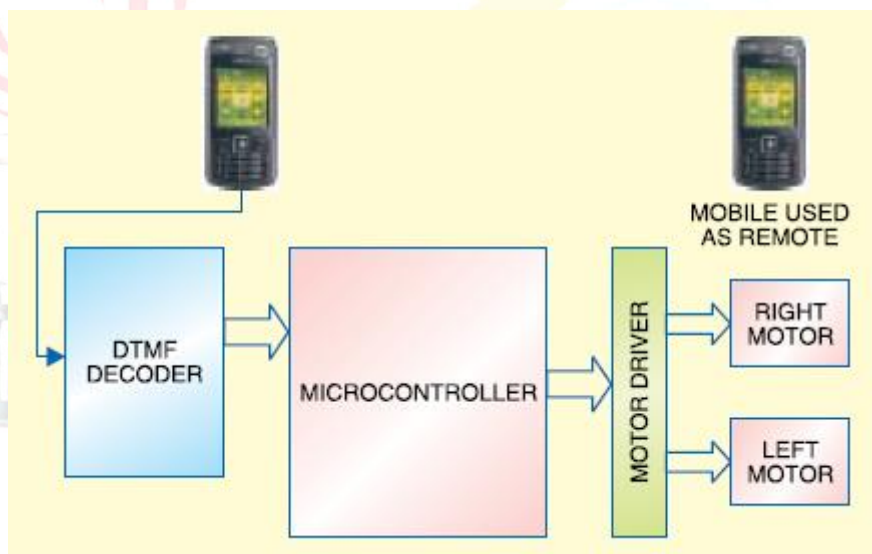 MOBILE USED
AS REMOTE
DTMF
DECODER
MICROCONTROLLER
MOTOR DRIVER
RIGHT
MOTOR
LEFT
MOTOR